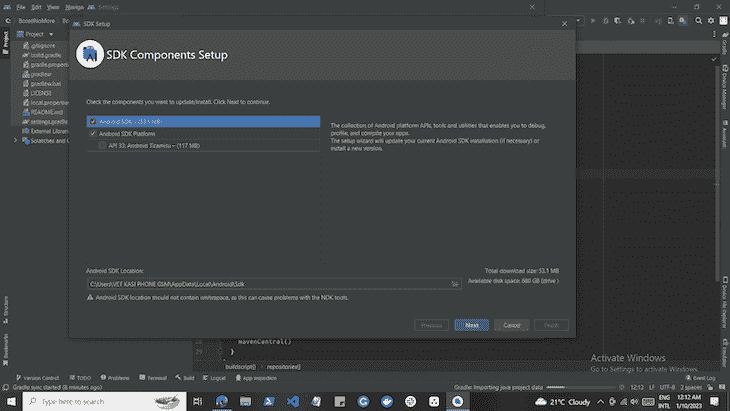 File Edit View Naviga Settings
BoredNoMore
SDK Setup
Project
SDK Components Setup
.gitignore
build.gradle
gradle.properti
gradlew
gradlew.bat
LICENSE
local.properties
README.md
settings.gradle
External Librari
Scratches and C
Check the components you want to update/install. Click Next to continue.
Android SDK – (53.1 MB)
Android SDK Platform
API 33: Android Tiramisu – (117 MB)
The collection of Android platform APIs, tools and utilities that enables you to debug,
profile, and compile your apps.
The setup wizard will update your current Android SDK installation (if necessary) or
install a new version.
Project
Gradle
Device Manager
Assistant
Android SDK Location:
Total download size: 53.1 MB
C:\Users\VET KASI PHONE GSM\AppData\Local\Android\Sdk
Available disk space: 680 GB (drive )
Android SDK location should not contain whitespace, as this can cause problems with the NDK tools.
Previous Next Cancel Finish
Structure
Bookmarks
Device File Explorer
Emulator
28 mavenCentral()
29 }
buildscript{} › repositories{}
Activate Windows
Go to Settings to activate Windows.
Version Control TODO Problems Terminal Build Logcat App Inspection Event Log
Gradle sync started (8 minutes ago) Gradle: Importing java project data 12:12 LF UTF-8 2 spaces
Type here to search
21°C Cloudy
ENG
INTL
12:12 AM
1/10/2023